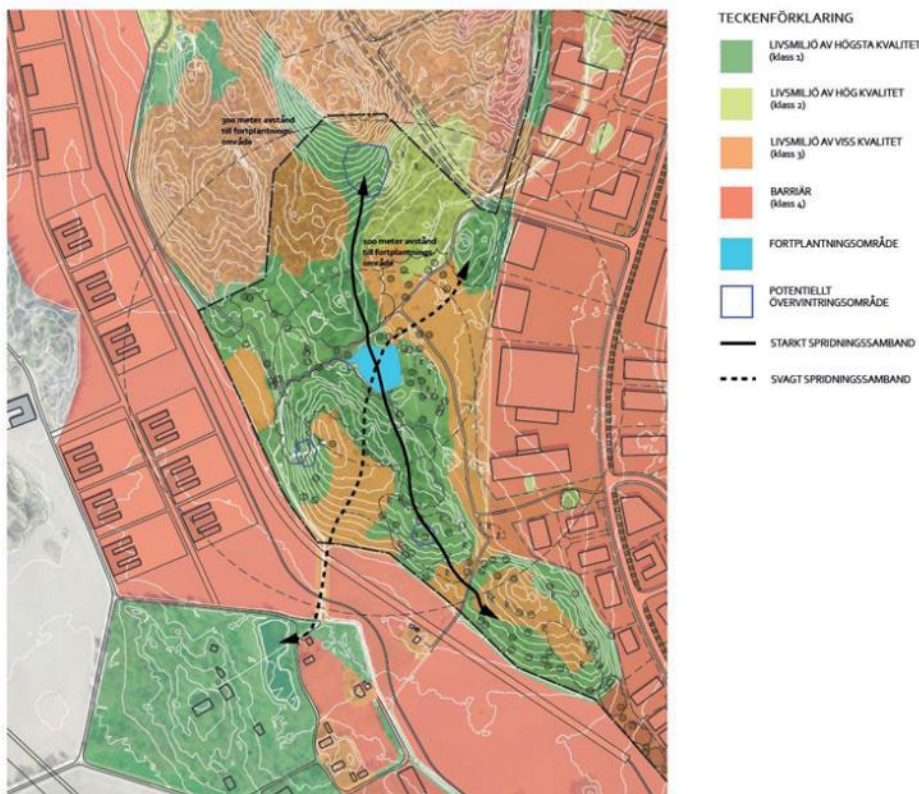 TECKENFÖRKLARING
LIVSMILJÖ AV HÖGSTA KVALITET
(klass 1)
LIVSMILJÖ AV HÖG KVALITET
(klass 2)
LIVSMILJÖ AV VISS KVALITET
(klass 3)
BARRIÄR
(klass 4)
FORTPLANTNINGSOMRÅDE
POTENTIELLT
ÖVERVINTRINGSOMRÅDE
STARKT SPRIDNINGSSAMBAND
SVAGT SPRIDNINGSSAMBAND
300 meter avstånd
till fortplantnings
område
100 meter avstånd
till fortplantnings
område